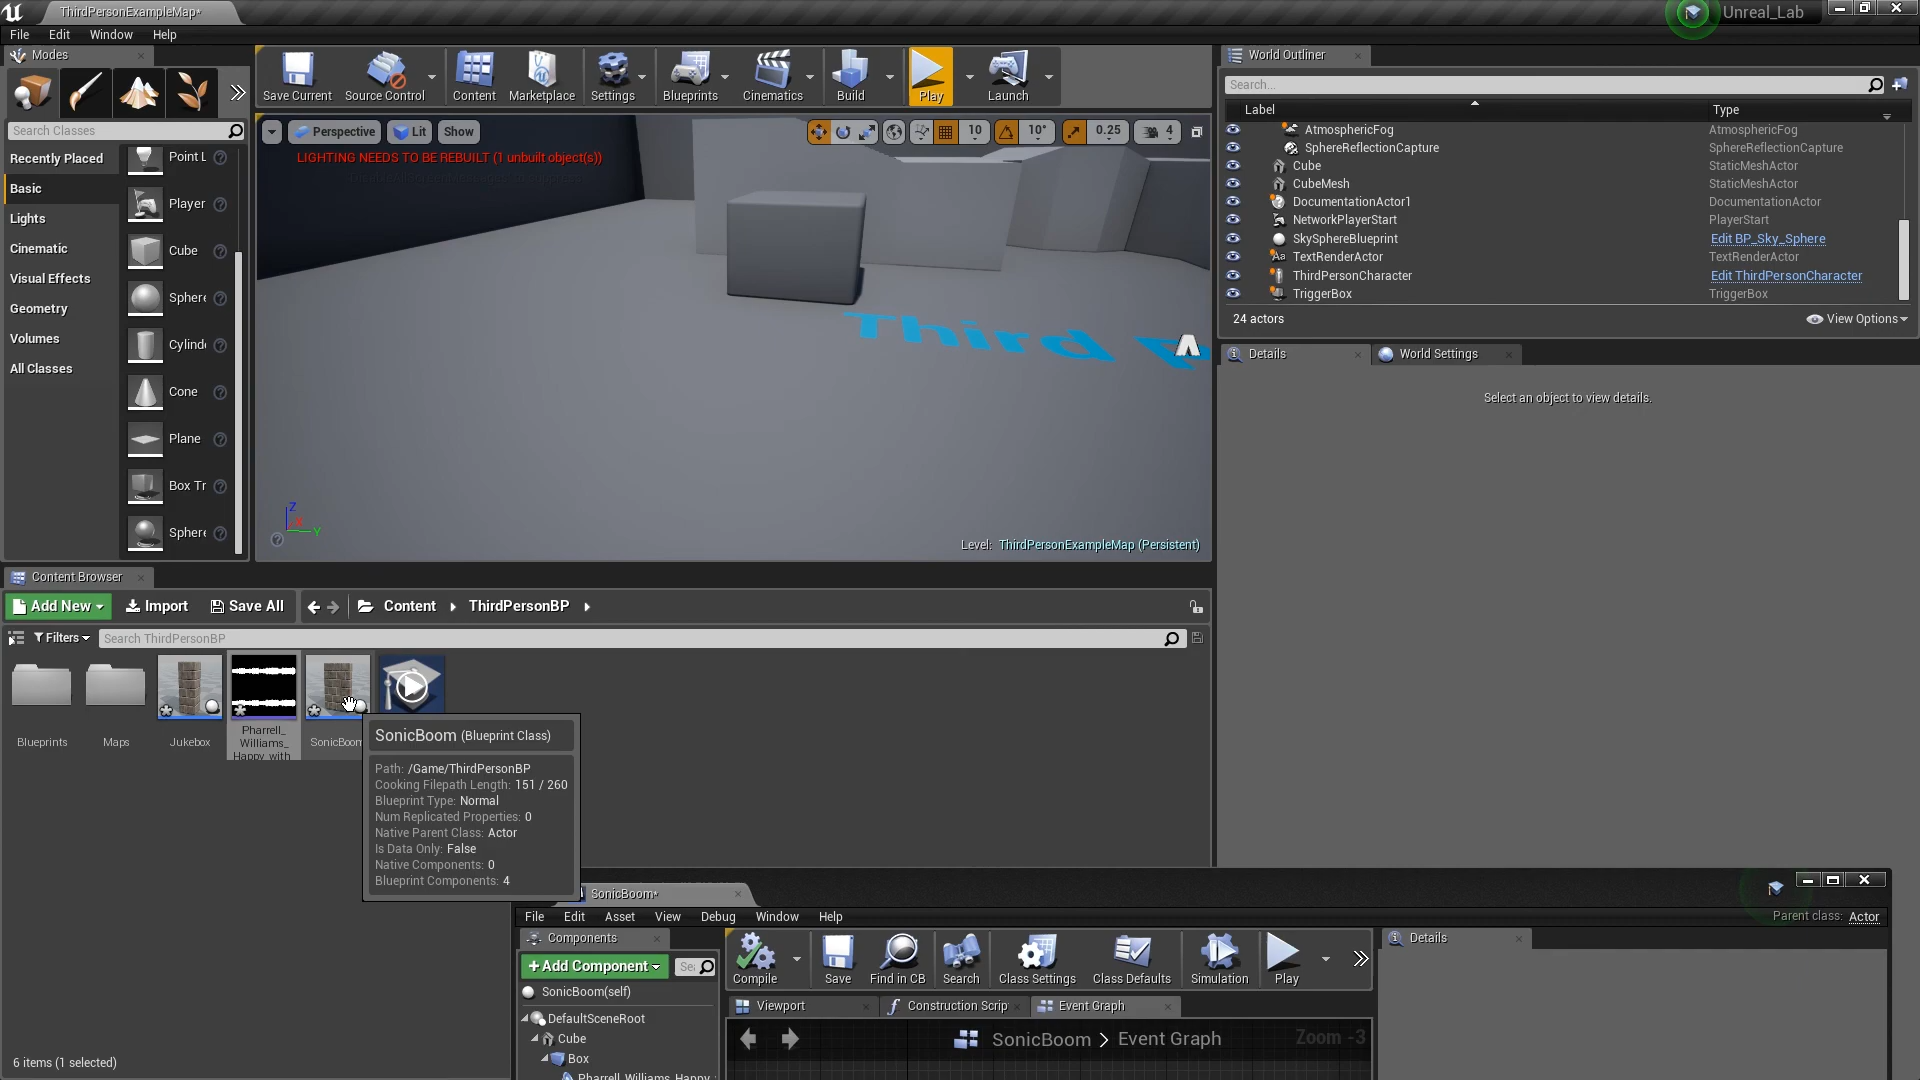 ThirdPersonExampleMap*
Unreal_Lab
File Edit Window Help
Modes
Save Current
Source Control
Content
Marketplace
Settings
Blueprints
Cinematics
Build
Play
Launch
Search Classes
Recently Placed
Basic
Lights
Cinematic
Visual Effects
Geometry
Volumes
All Classes
Point L
Player
Cube
Sphere
Cylinde
Cone
Plane
Box Tr
Sphere
Perspective Lit Show
10 10° 0.25 4
LIGHTING NEEDS TO BE REBUILT (1 unbuilt object(s))
Third P
Z
Y
Level: ThirdPersonExampleMap (Persistent)
World Outliner
Search...
Label Type
AtmosphericFog AtmosphericFog
SphereReflectionCapture SphereReflectionCapture
Cube StaticMeshActor
CubeMesh StaticMeshActor
DocumentationActor1 DocumentationActor
NetworkPlayerStart PlayerStart
SkySphereBlueprint Edit BP_Sky_Sphere
TextRenderActor TextRenderActor
ThirdPersonCharacter Edit ThirdPersonCharacter
TriggerBox TriggerBox
24 actors
View Options
Details
World Settings
Select an object to view details.
Content Browser
Add New Import Save All Content ThirdPersonBP
Filters Search ThirdPersonBP
Blueprints
Maps
Jukebox
Pharrell_
Williams_
Happy_with_
SonicBoom
SonicBoom (Blueprint Class)
Path: /Game/ThirdPersonBP
Cooking Filepath Length: 151 / 260
Blueprint Type: Normal
Num Replicated Properties: 0
Native Parent Class: Actor
Is Data Only: False
Native Components: 0
Blueprint Components: 4
6 items (1 selected)
SonicBoom*
File Edit Asset View Debug Window Help
Parent class: Actor
Components
+Add Component
Sea
SonicBoom(self)
DefaultSceneRoot
Cube
Box
Pharrell_Williams_Happy_
Compile
Save
Find in CB
Search
Class Settings
Class Defaults
Simulation
Play
Viewport
Construction Scrip
Event Graph
SonicBoom > Event Graph
Zoom -3
Details